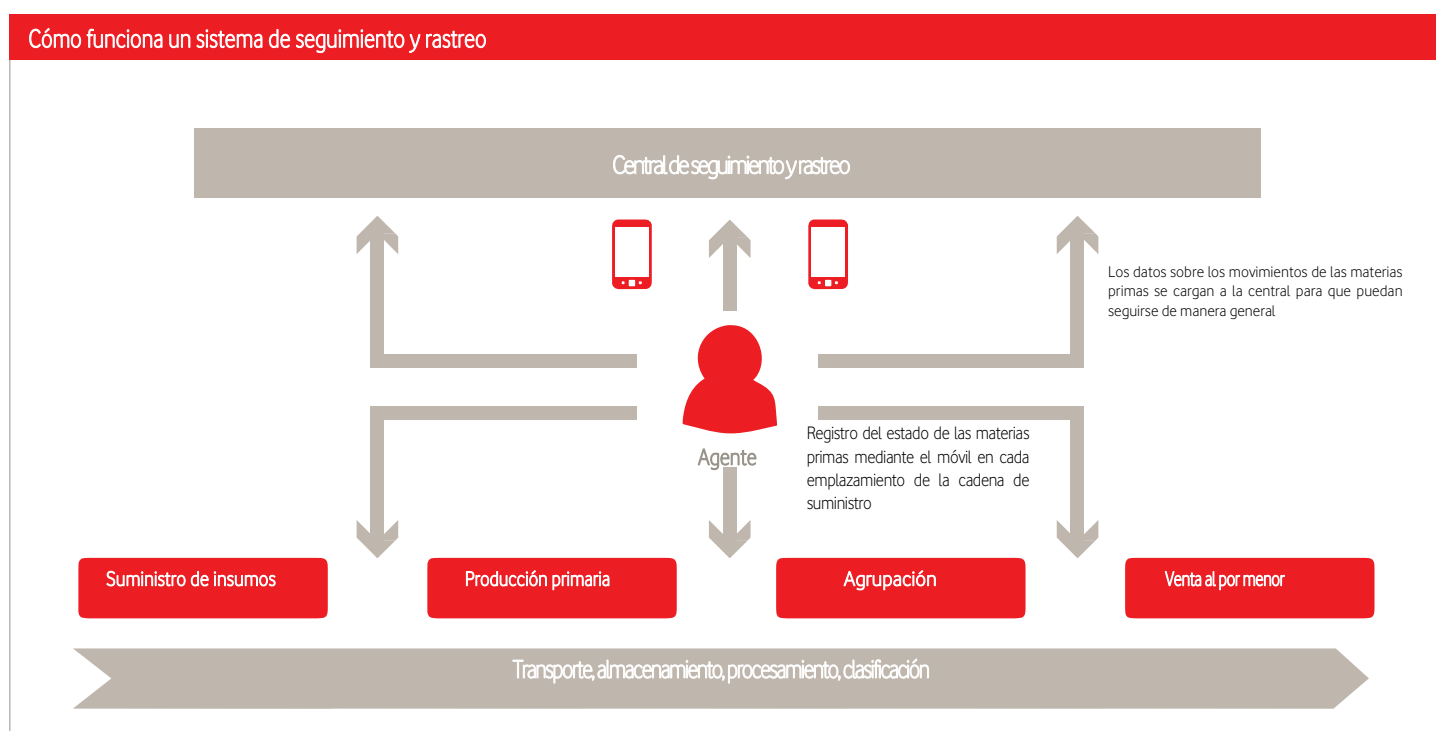 Cómo funciona un sistema de seguimiento y rastreo
Central de seguimiento y rastreo
Los datos sobre los movimientos de las materias
primas se cargan a la central para que puedan
seguirse de manera general
Agente
Registro del estado de las materias
primas mediante el móvil en cada
emplazamiento de la cadena de
suministro
Suministro de insumos
Producción primaria
Agrupación
Venta al por menor
Transporte, almacenamiento, procesamiento, clasificación